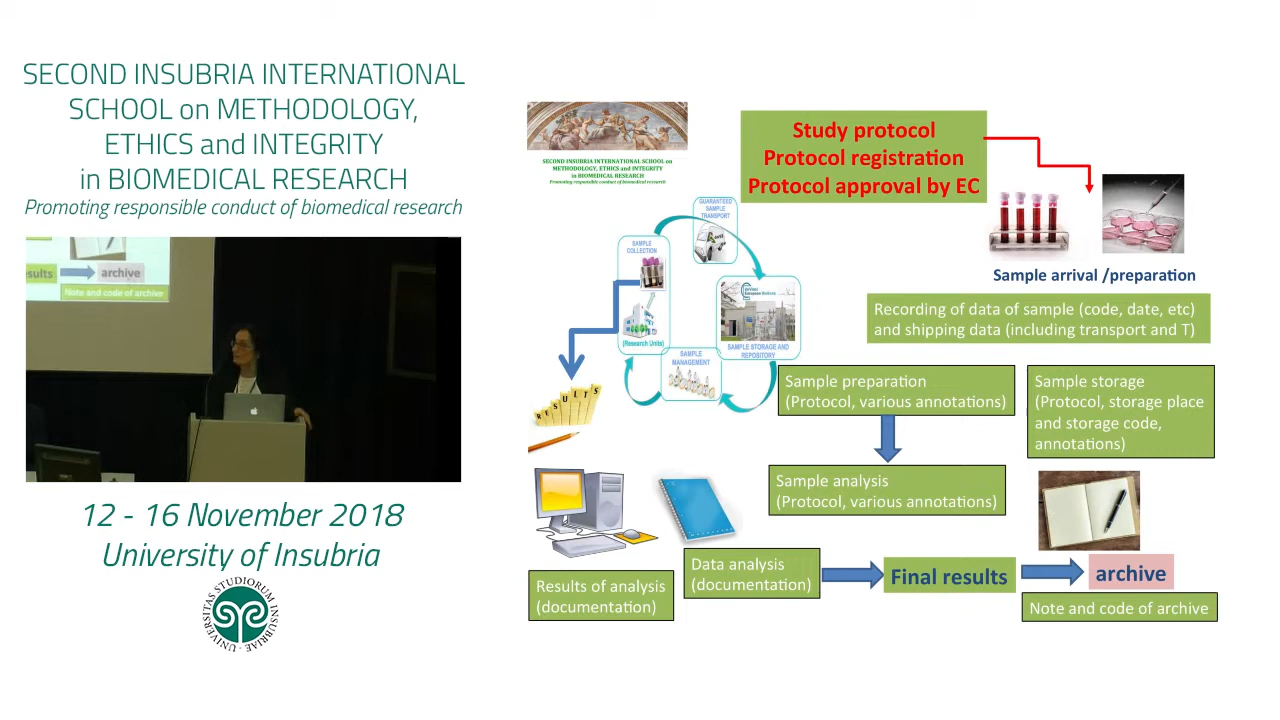 SECOND INSUBRIA INTERNATIONAL
SCHOOL on METHODOLOGY,
ETHICS and INTEGRITY
in BIOMEDICAL RESEARCH
Promoting responsible conduct of biomedical research
sults
archive
Note and code of archive
12 - 16 November 2018
University of Insubria
UNIVERSITAS STUDIORUM INSUBRIAE
SECOND INSUBRIA INTERNATIONAL SCHOOL on
METHODOLOGY, ETHICS and INTEGRITY
in BIOMEDICAL RESEARCH
Promoting responsible conduct of biomedical research
Study protocol
Protocol registration
Protocol approval by EC
GUARANTEED
SAMPLE
TRANSPORT
SAMPLE
COLLECTION
(Research Units)
SAMPLE STORAGE AND
REPOSITORY
SAMPLE
MANAGEMENT
Sample arrival /preparation
Recording of data of sample (code, date, etc)
and shipping data (including transport and T)
Sample preparation
(Protocol, various annotations)
Sample storage
(Protocol, storage place
and storage code,
annotations)
RESULTS
Sample analysis
(Protocol, various annotations)
Results of analysis
(documentation)
Data analysis
(documentation)
Final results
archive
Note and code of archive